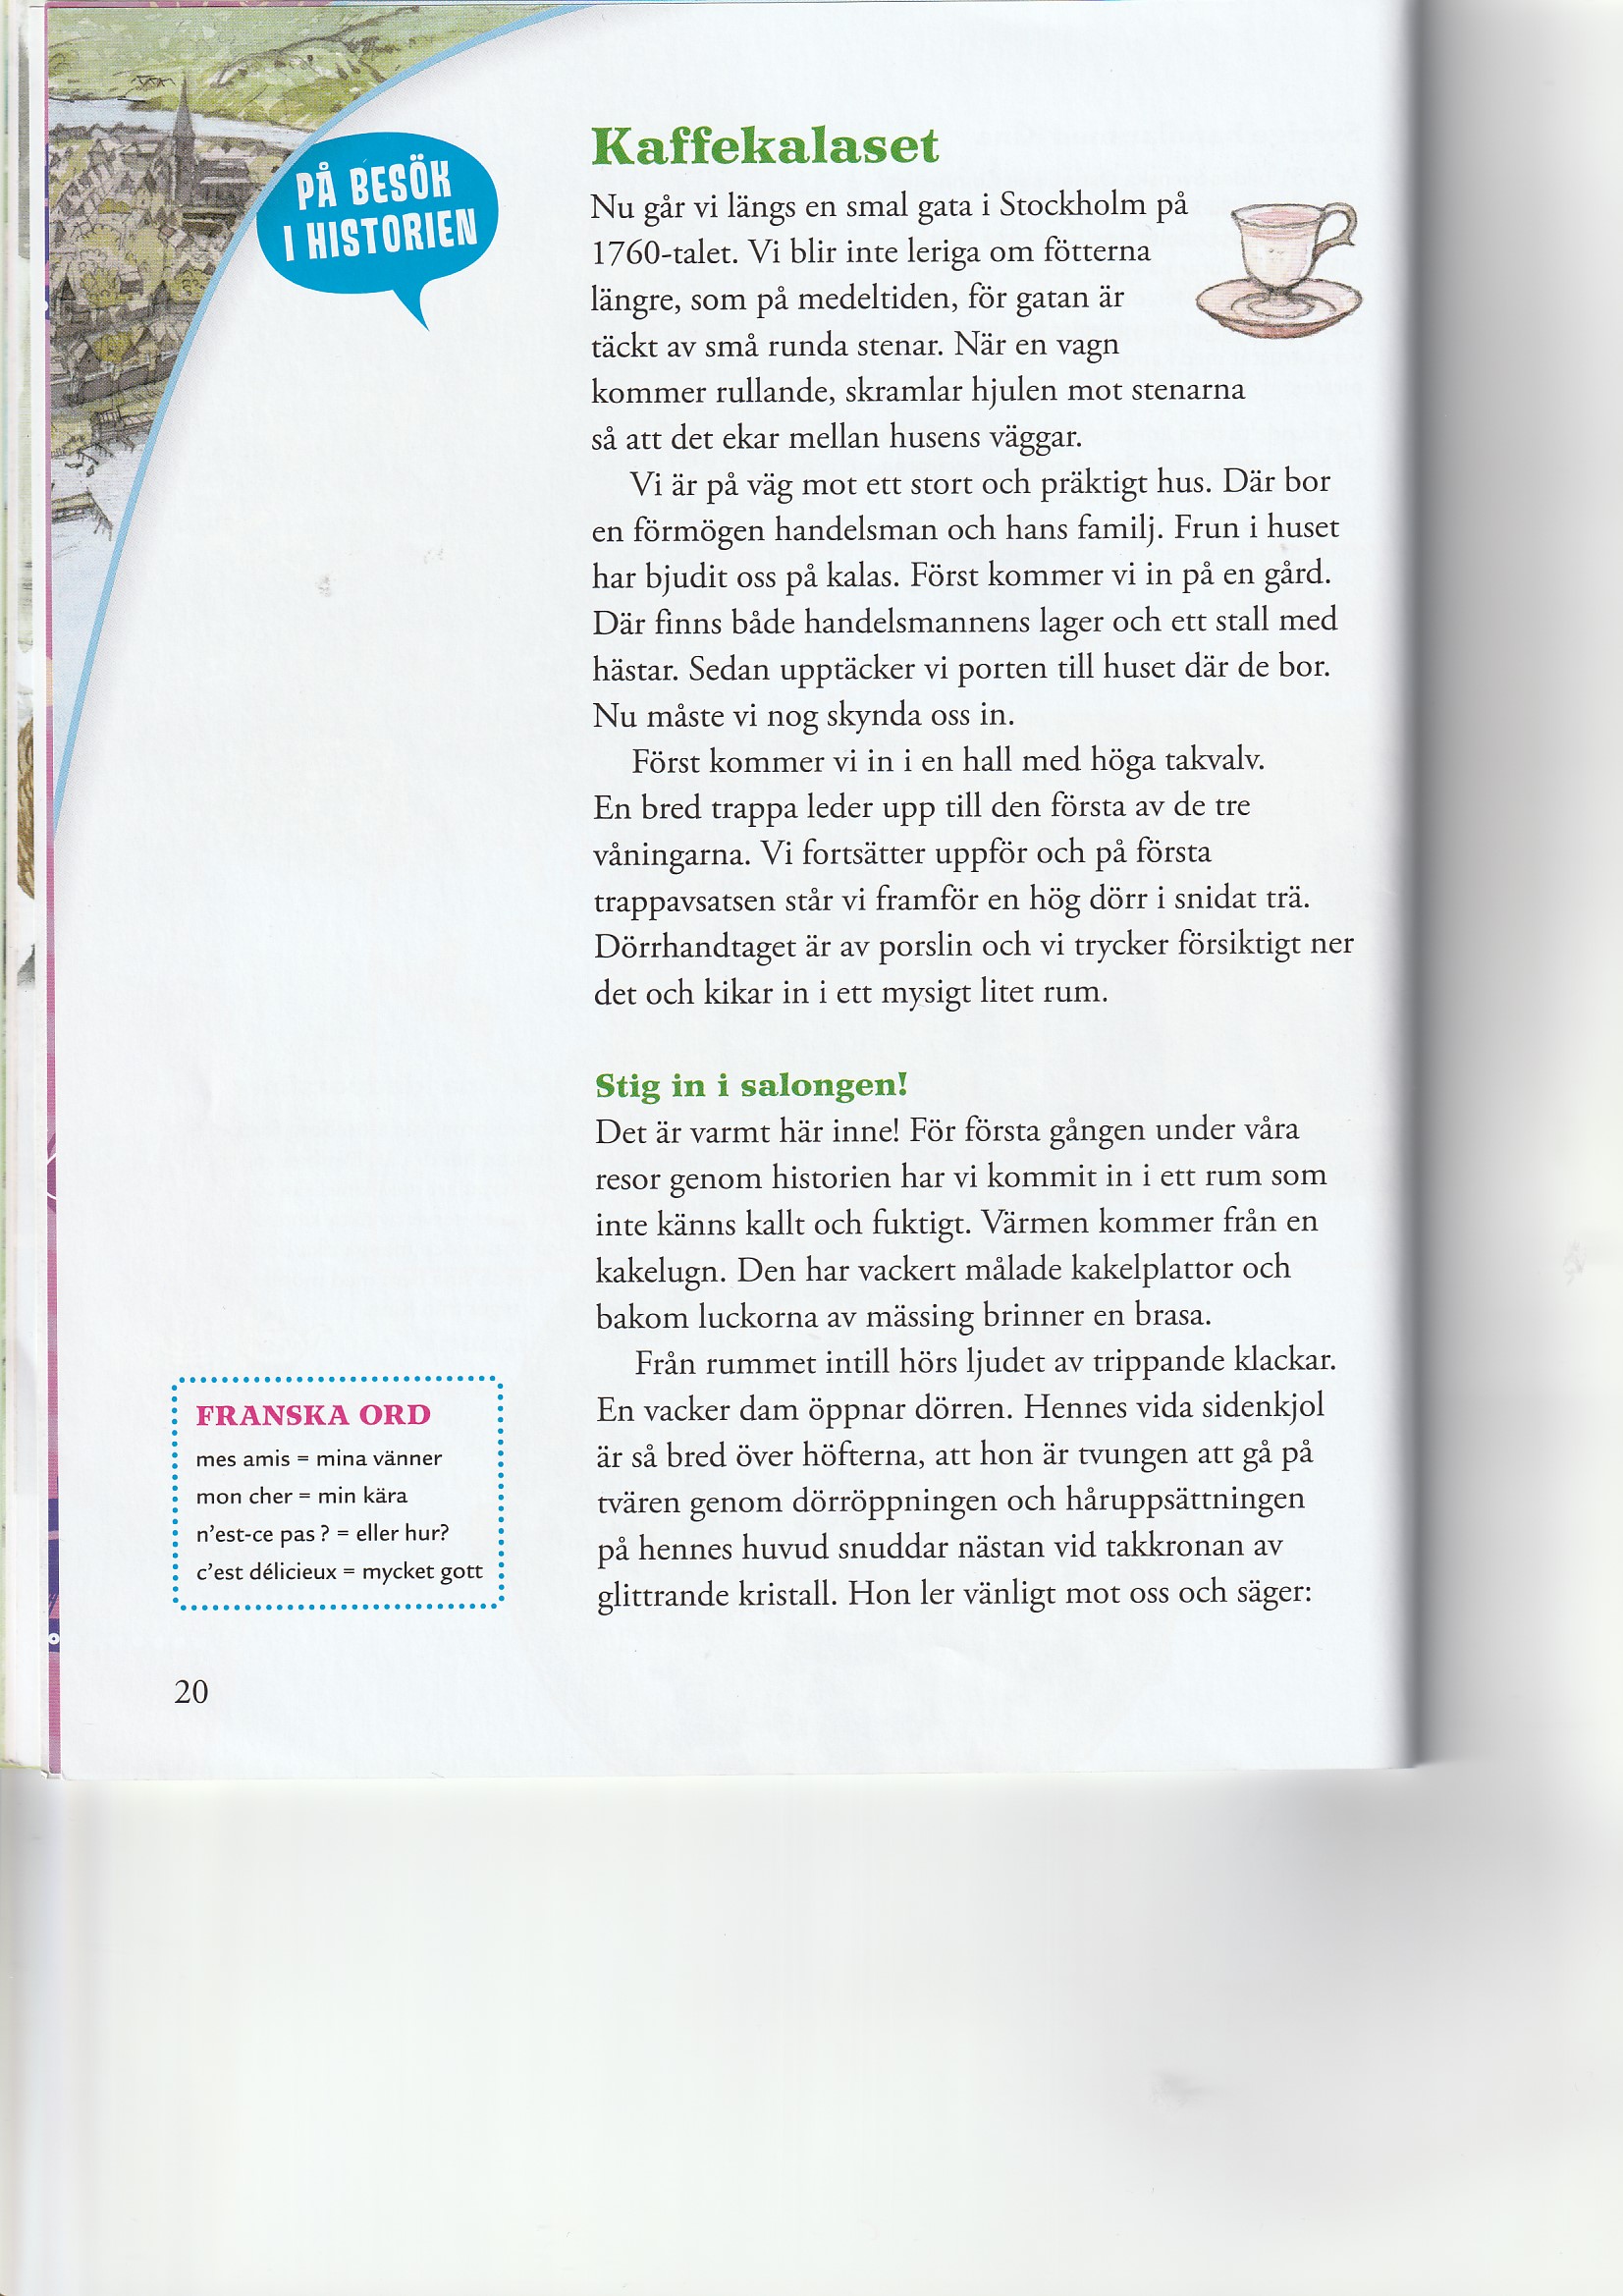 PÅ BESÖK
I HISTORIEN
Kaffekalaset
Nu går vi längs en smal gata i Stockholm på
1760-talet. Vi blir inte leriga om fötterna
längre, som på medeltiden, för gatan är
täckt av små runda stenar. När en vagn
kommer rullande, skramlar hjulen mot stenarna
så att det ekar mellan husens väggar.
Vi är på väg mot ett stort och präktigt hus. Där bor
en förmögen handelsman och hans familj. Frun i huset
har bjudit oss på kalas. Först kommer vi in på en gård.
Där finns både handelsmannens lager och ett stall med
hästar. Sedan upptäcker vi porten till huset där de bor.
Nu måste vi nog skynda oss in.
Först kommer vi in i en hall med höga takvalv.
En bred trappa leder upp till den första av de tre
våningarna. Vi fortsätter uppför och på första
trappavsatsen står vi framför en hög dörr i snidat trä.
Dörrhandtaget är av porslin och vi trycker försiktigt ner
det och kikar in i ett mysigt litet rum.
Stig in i salongen!
Det är varmt här inne! För första gången under våra
resor genom historien har vi kommit in i ett rum som
inte känns kallt och fuktigt. Värmen kommer från en
kakelugn. Den har vackert målade kakelplattor och
bakom luckorna av mässing brinner en brasa.
Från rummet intill hörs ljudet av trippande klackar.
En vacker dam öppnar dörren. Hennes vida sidenkjol
är så bred över höfterna, att hon är tvungen att gå på
tvären genom dörröppningen och håruppsättningen
på hennes huvud snuddar nästan vid takkronan av
glittrande kristall. Hon ler vänligt mot oss och säger:
FRANSKA ORD
mes amis = mina vänner
mon cher = min kära
n'est-ce pas ? = eller hur?
c'est délicieux = mycket gott
20